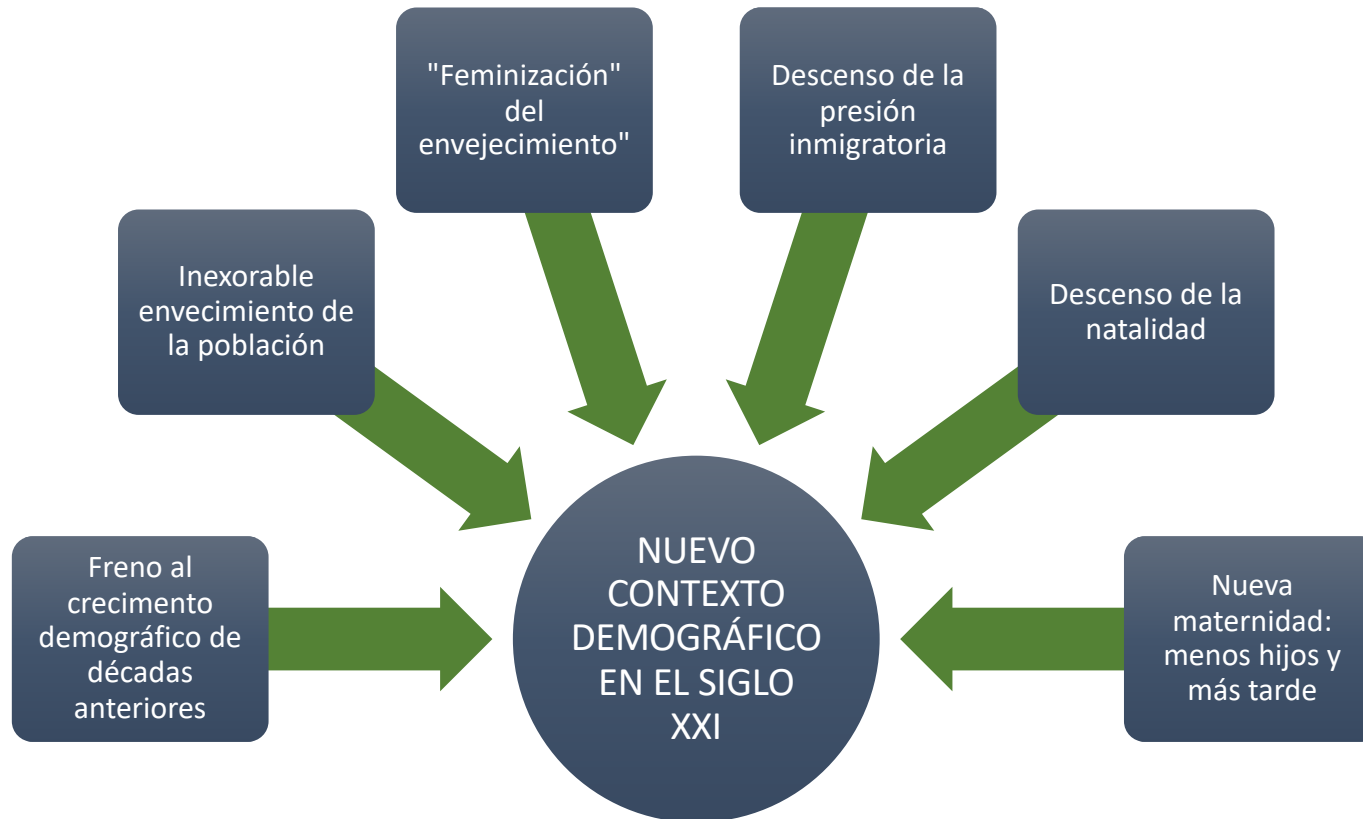 "Feminización"
del
envejecimiento"
Descenso de la
presión
inmigratoria
Inexorable
envecimiento de
la población
Descenso de la
natalidad
Freno al
crecimento
demográfico de
décadas
anteriores
NUEVO
CONTEXTO
DEMOGRÁFICO
EN EL SIGLO
XXI
Nueva
maternidad:
menos hijos y
más tarde